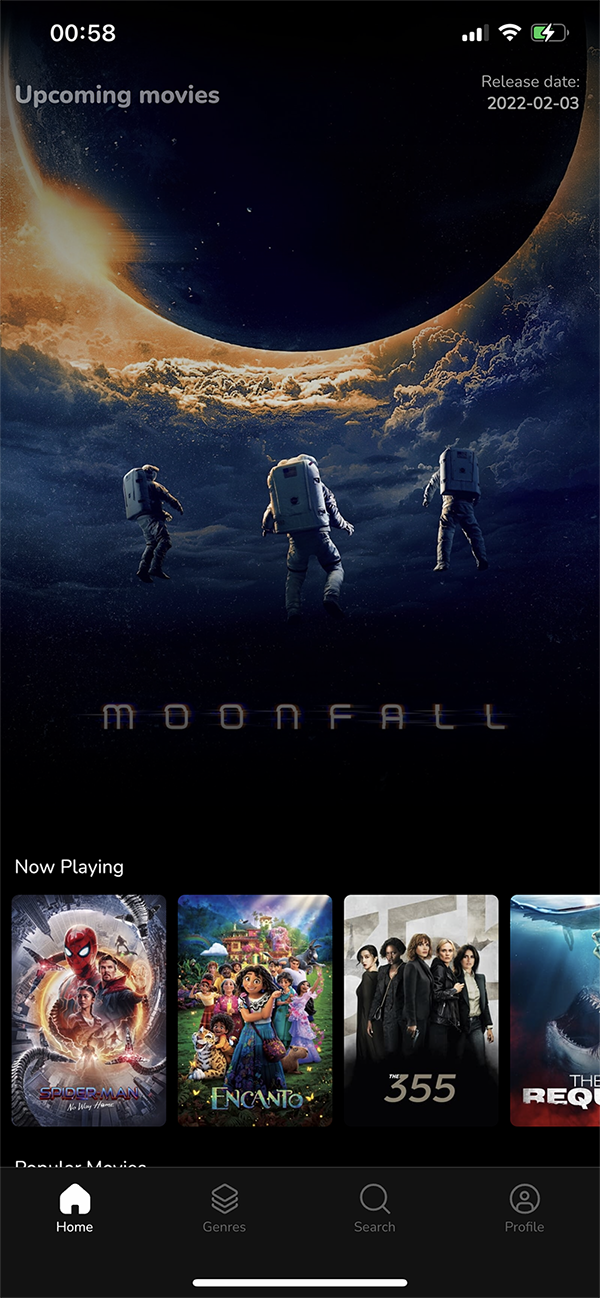 00:58
Upcoming movies
Release date:
2022-02-03
MOONFALL
Now Playing
SPIDER-MAN
No Way Home
ENCANTO
THE
355
THE
REQU
Popular Movies
Home
Genres
Search
Profile